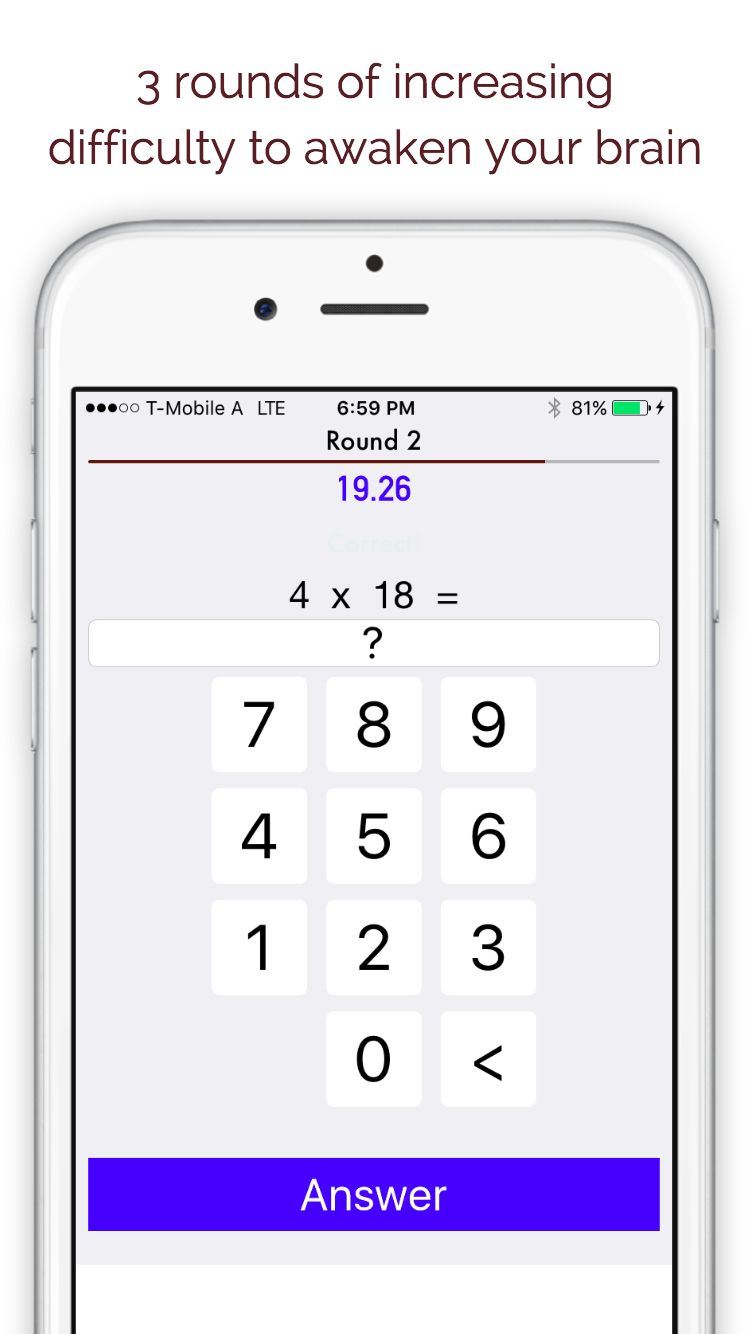 3 rounds of increasing
difficulty to awaken your brain
T-Mobile A LTE 6:59 PM 81%
Round 2
19.26
Correct!
4 x 18 =
?
7 8 9
4 5 6
1 2 3
0 <
Answer